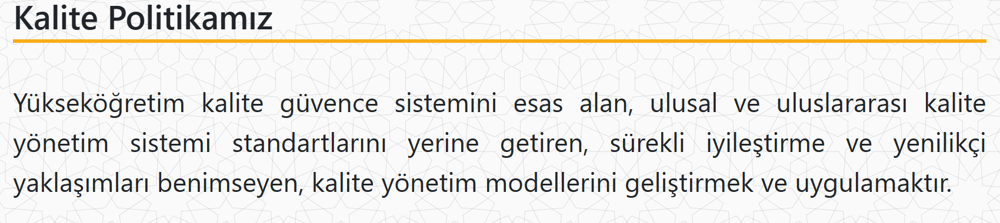 Kalite Politikamız
Yükseköğretim kalite güvence sistemini esas alan, ulusal ve uluslararası kalite
yönetim sistemi standartlarını yerine getiren, sürekli iyileştirme ve yenilikçi
yaklaşımları benimseyen, kalite yönetim modellerini geliştirmek ve uygulamaktır.